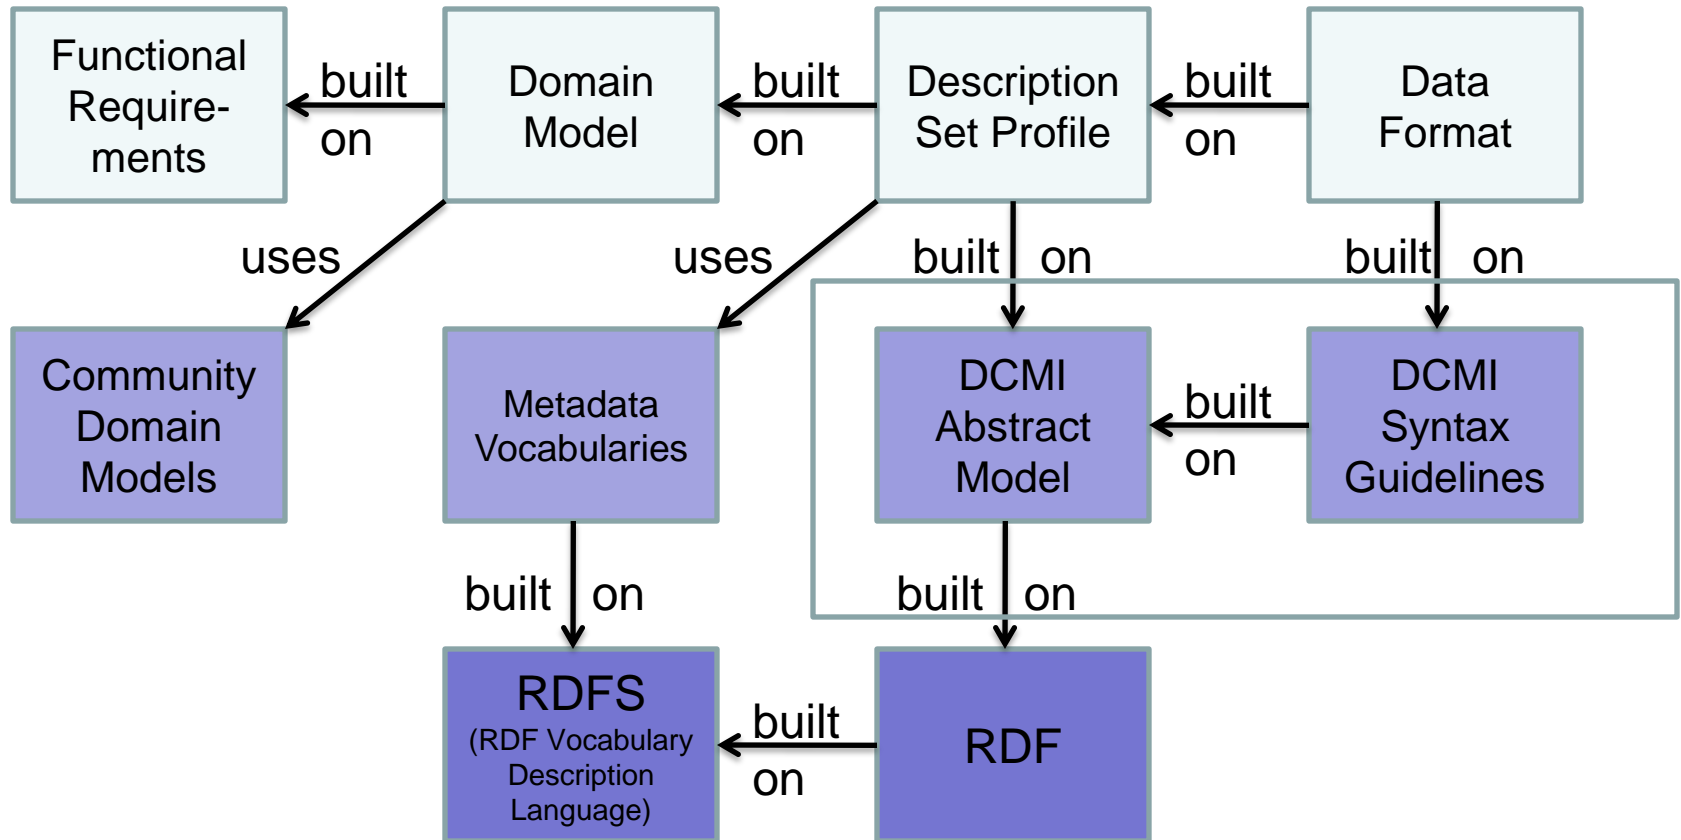 Functional
Require-
ments
built
on
Domain
Model
built
on
Description
Set Profile
built
on
Data
Format
uses
uses
built on
built on
Community
Domain
Models
Metadata
Vocabularies
DCMI
Abstract
Model
built
on
DCMI
Syntax
Guidelines
built on
built on
RDFS
(RDF Vocabulary
Description
Language)
built
on
RDF